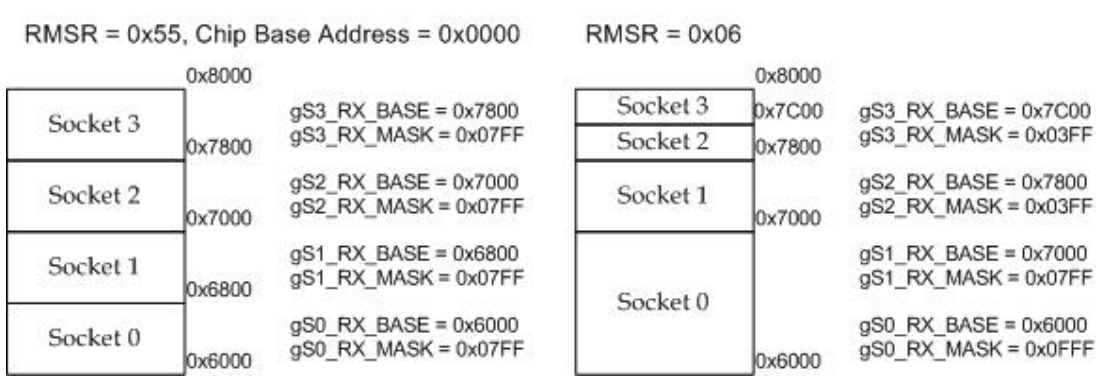 RMSR = 0x55, Chip Base Address = 0x0000
0x8000
Socket 3
gS3_RX_BASE = 0x7800
gS3_RX_MASK = 0x07FF
0x7800
Socket 2
gS2_RX_BASE = 0x7000
gS2_RX_MASK = 0x07FF
0x7000
Socket 1
gS1_RX_BASE = 0x6800
gS1_RX_MASK = 0x07FF
0x6800
Socket 0
gS0_RX_BASE = 0x6000
gS0_RX_MASK = 0x07FF
0x6000
RMSR = 0x06
0x8000
Socket 3
0x7C00
gS3_RX_BASE = 0x7C00
gS3_RX_MASK = 0x03FF
Socket 2
0x7800
gS2_RX_BASE = 0x7800
gS2_RX_MASK = 0x03FF
Socket 1
0x7000
gS1_RX_BASE = 0x7000
gS1_RX_MASK = 0x07FF
Socket 0
gS0_RX_BASE = 0x6000
gS0_RX_MASK = 0x0FFF
0x6000